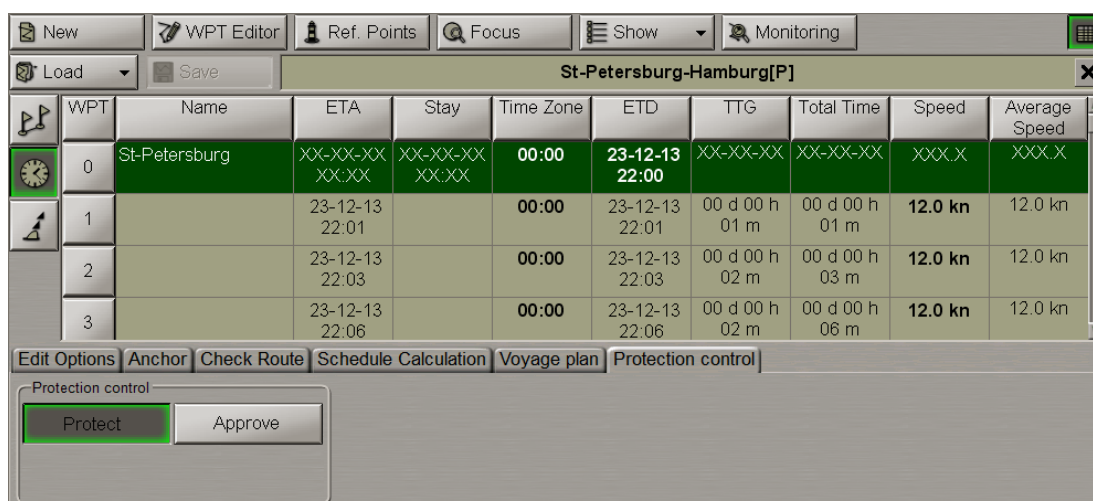 New WPT Editor Ref. Points Focus Show Monitoring
Load Save St-Petersburg-Hamburg[P]
WPT Name ETA Stay Time Zone ETD TTG Total Time Speed Average
Speed
0 St-Petersburg XX-XX-XX XX-XX-XX 00:00 23-12-13 XX-XX-XX XX-XX-XX XXX.X XXX.X
XX:XX XX:XX 22:00
1 23-12-13 00:00 23-12-13 00 d 00 h 00 d 00 h 12.0 kn 12.0 kn
22:01 22:01 01 m 01 m
2 23-12-13 00:00 23-12-13 00 d 00 h 00 d 00 h 12.0 kn 12.0 kn
22:03 22:03 02 m 03 m
3 23-12-13 00:00 23-12-13 00 d 00 h 00 d 00 h 12.0 kn 12.0 kn
22:06 22:06 02 m 06 m
Edit Options Anchor Check Route Schedule Calculation Voyage plan Protection control
Protection control
Protect Approve